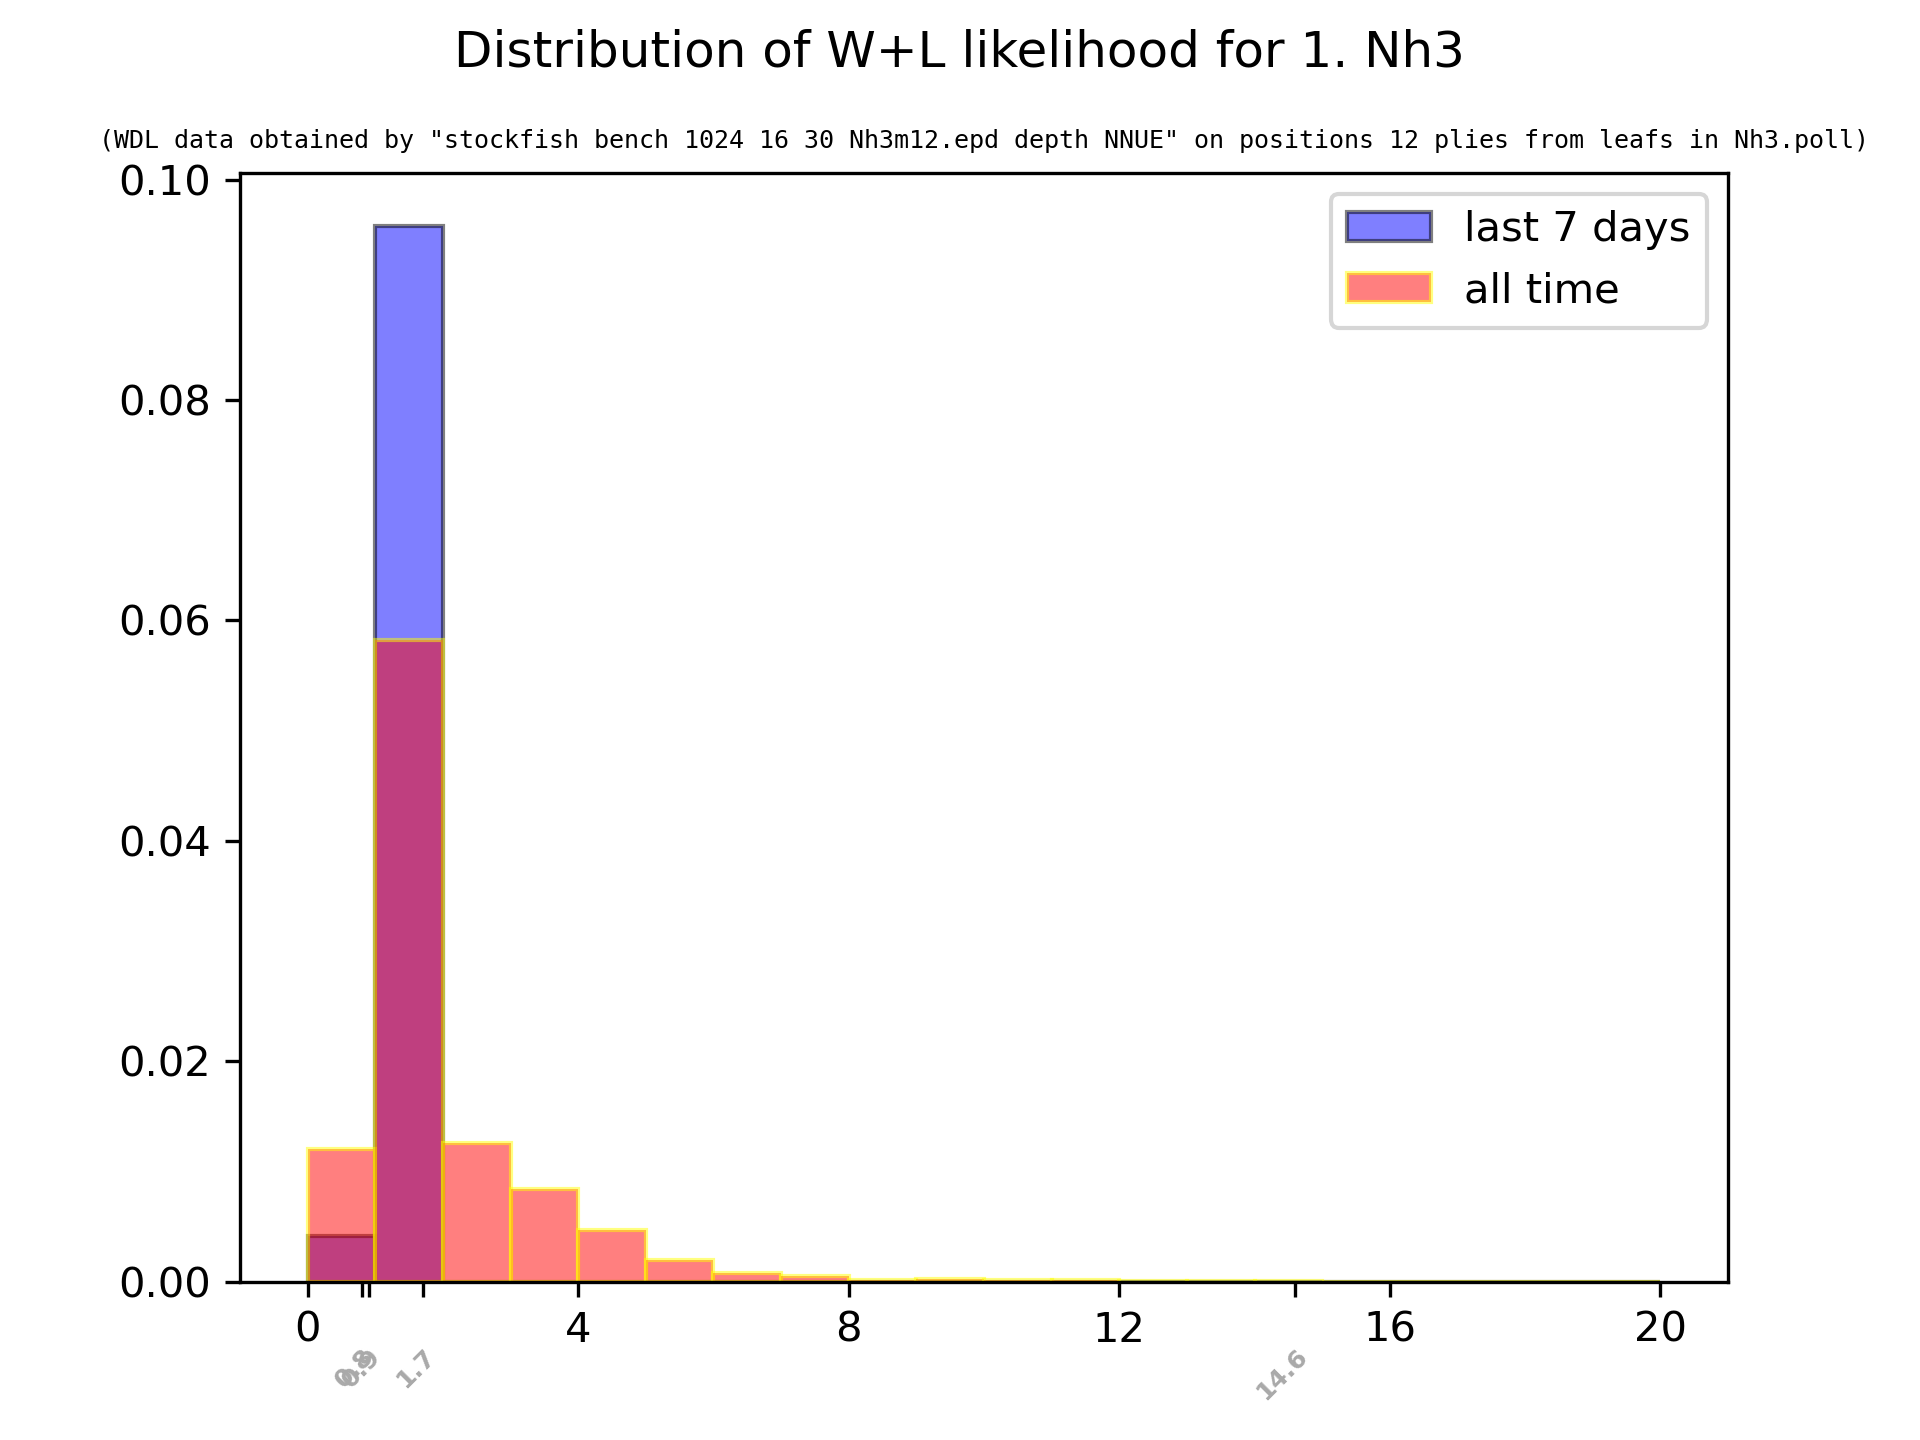 Distribution of W+L likelihood for 1. Nh3
(WDL data obtained by "stockfish bench 1024 16 30 Nh3m12.epd depth NNUE" on positions 12 plies from leafs in Nh3.poll)
0.10
last 7 days
all time
0.08
0.06
0.04
0.02
0.00
0 4 8 12 16 20
1.7 14.6